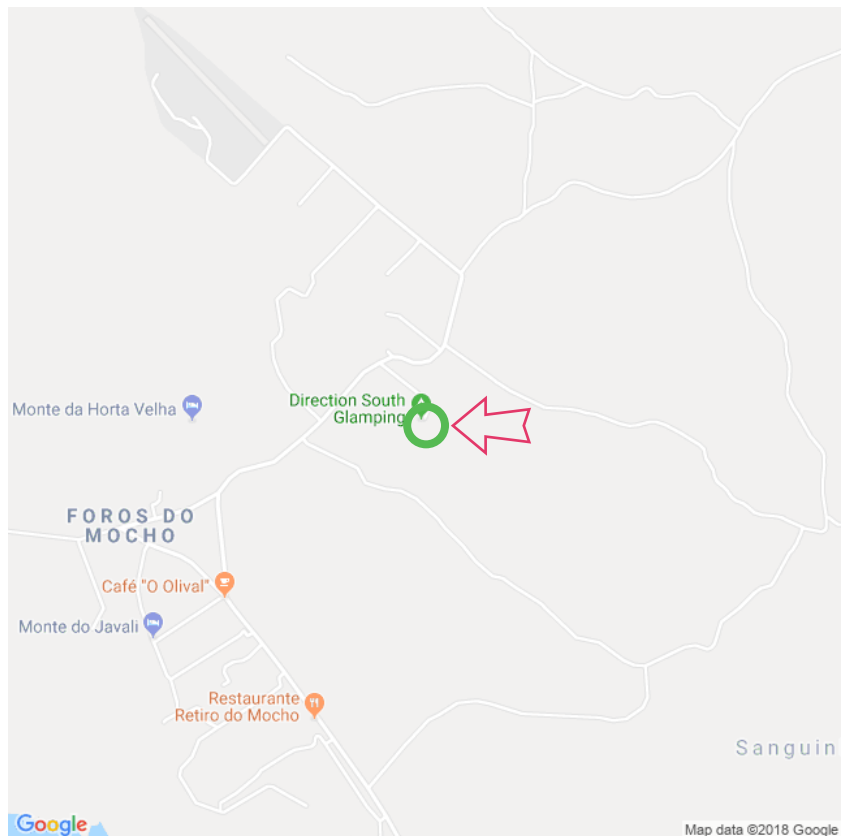 Direction South
Glamping
Monte da Horta Velha
FOROS DO
MOCHO
Café "O Olival"
Monte do Javali
Restaurante
Retiro do Mocho
Sanguin
Google
Map data ©2018 Google